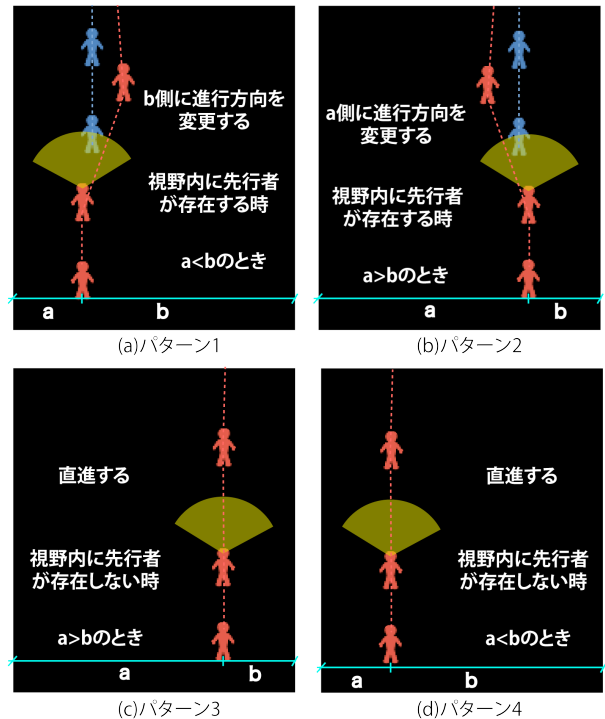 b側に進行方向を
変更する
視野内に先行者
が存在する時
a<bのとき
a
b
(a)パターン1
a側に進行方向を
変更する
視野内に先行者
が存在する時
a>bのとき
a
b
(b)パターン2
直進する
視野内に先行者
が存在しない時
a>bのとき
a
b
(c)パターン3
直進する
視野内に先行者
が存在しない時
a<bのとき
a
b
(d)パターン4